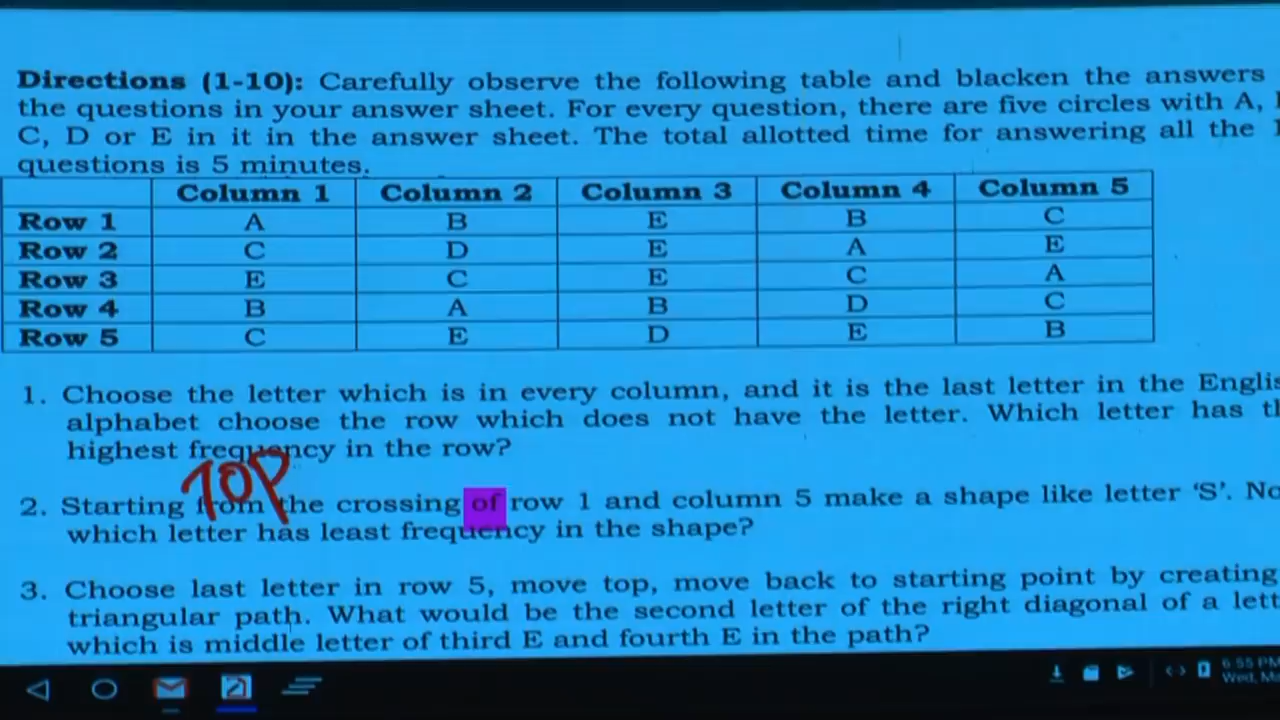 Directions (1-10): Carefully observe the following table and blacken the answers
the questions in your answer sheet. For every question, there are five circles with A,
C, D or E in it in the answer sheet. The total allotted time for answering all the
questions is 5 minutes.
Column 1 Column 2 Column 3 Column 4 Column 5
Row 1 A B E B C
Row 2 C D E A E
Row 3 E C E C A
Row 4 B A B D C
Row 5 C E D E B
1. Choose the letter which is in every column, and it is the last letter in the
alphabet choose the row which does not have the letter. Which letter has
highest frequency in the row?
TOP
2. Starting from the crossing of row 1 and column 5 make a shape like letter ‘S’.
which letter has least frequency in the shape?
3. Choose last letter in row 5, move top, move back to starting point by creating
triangular path. What would be the second letter of the right diagonal of a
which is middle letter of third E and fourth E in the path?
6:55 PM
Wed,